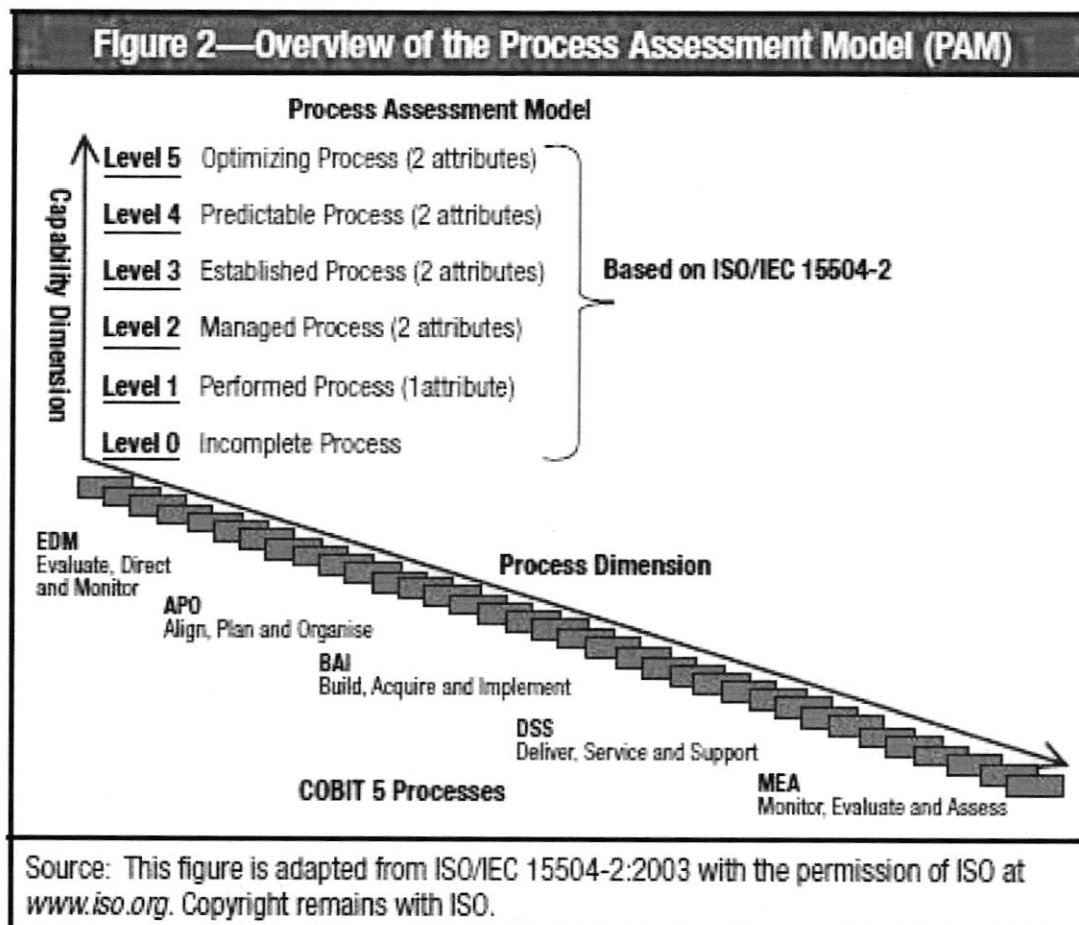 Figure 2—Overview of the Process Assessment Model (PAM)
Process Assessment Model
Capability Dimension
Level 5 Optimizing Process (2 attributes)
Level 4 Predictable Process (2 attributes)
Level 3 Established Process (2 attributes)
Level 2 Managed Process (2 attributes)
Level 1 Performed Process (1attribute)
Level 0 Incomplete Process
Based on ISO/IEC 15504-2
Process Dimension
EDM
Evaluate, Direct
and Monitor
APO
Align, Plan and Organise
BAI
Build, Acquire and Implement
DSS
Deliver, Service and Support
MEA
Monitor, Evaluate and Assess
COBIT 5 Processes
Source: This figure is adapted from ISO/IEC 15504-2:2003 with the permission of ISO at
www.iso.org. Copyright remains with ISO.